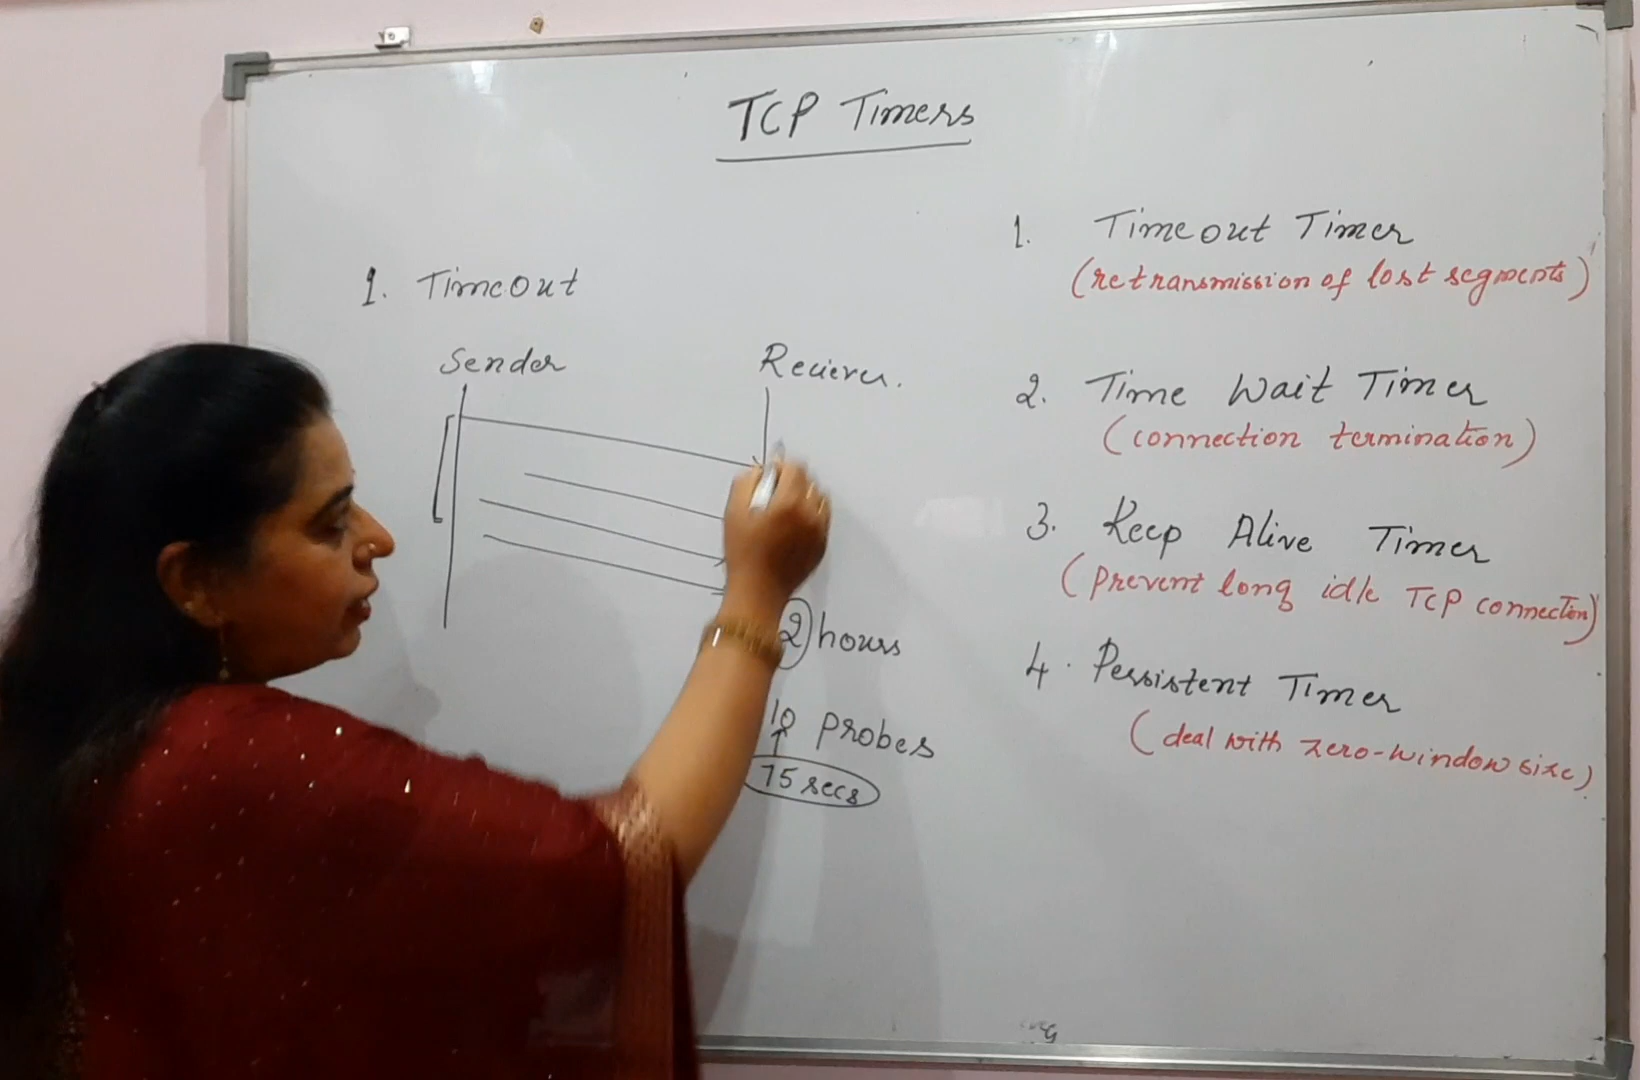 TCP Timers
1. Timeout
Sender
Reciever.
2 hours
10 probes
75 secs
1. Timeout Timer
(retransmission of lost segments)
2. Time Wait Timer
(connection termination)
3. Keep Alive Timer
(Prevent long idle TCP connection)
4. Persistent Timer
(deal with zero-window size)